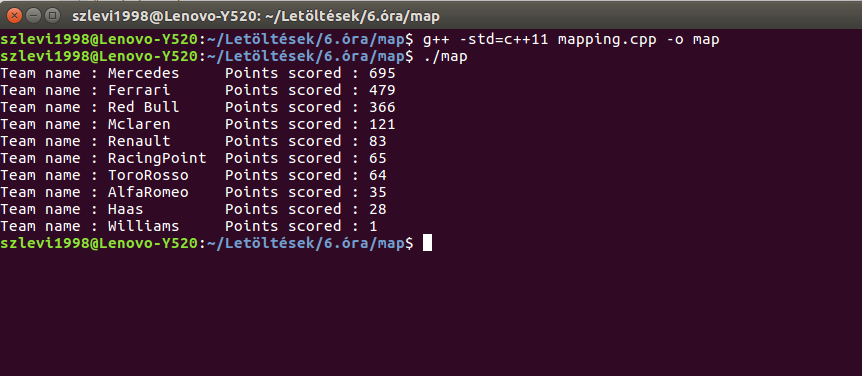 szlevi1998@Lenovo-Y520: ~/Letöltések/6.óra/map
szlevi1998@Lenovo-Y520:~/Letöltések/6.óra/map$ g++ -std=c++11 mapping.cpp -o map
szlevi1998@Lenovo-Y520:~/Letöltések/6.óra/map$ ./map
Team name : Mercedes     Points scored : 695
Team name : Ferrari      Points scored : 479
Team name : Red Bull     Points scored : 366
Team name : Mclaren      Points scored : 121
Team name : Renault      Points scored : 83
Team name : RacingPoint  Points scored : 65
Team name : ToroRosso    Points scored : 64
Team name : AlfaRomeo    Points scored : 35
Team name : Haas         Points scored : 28
Team name : Williams     Points scored : 1
szlevi1998@Lenovo-Y520:~/Letöltések/6.óra/map$